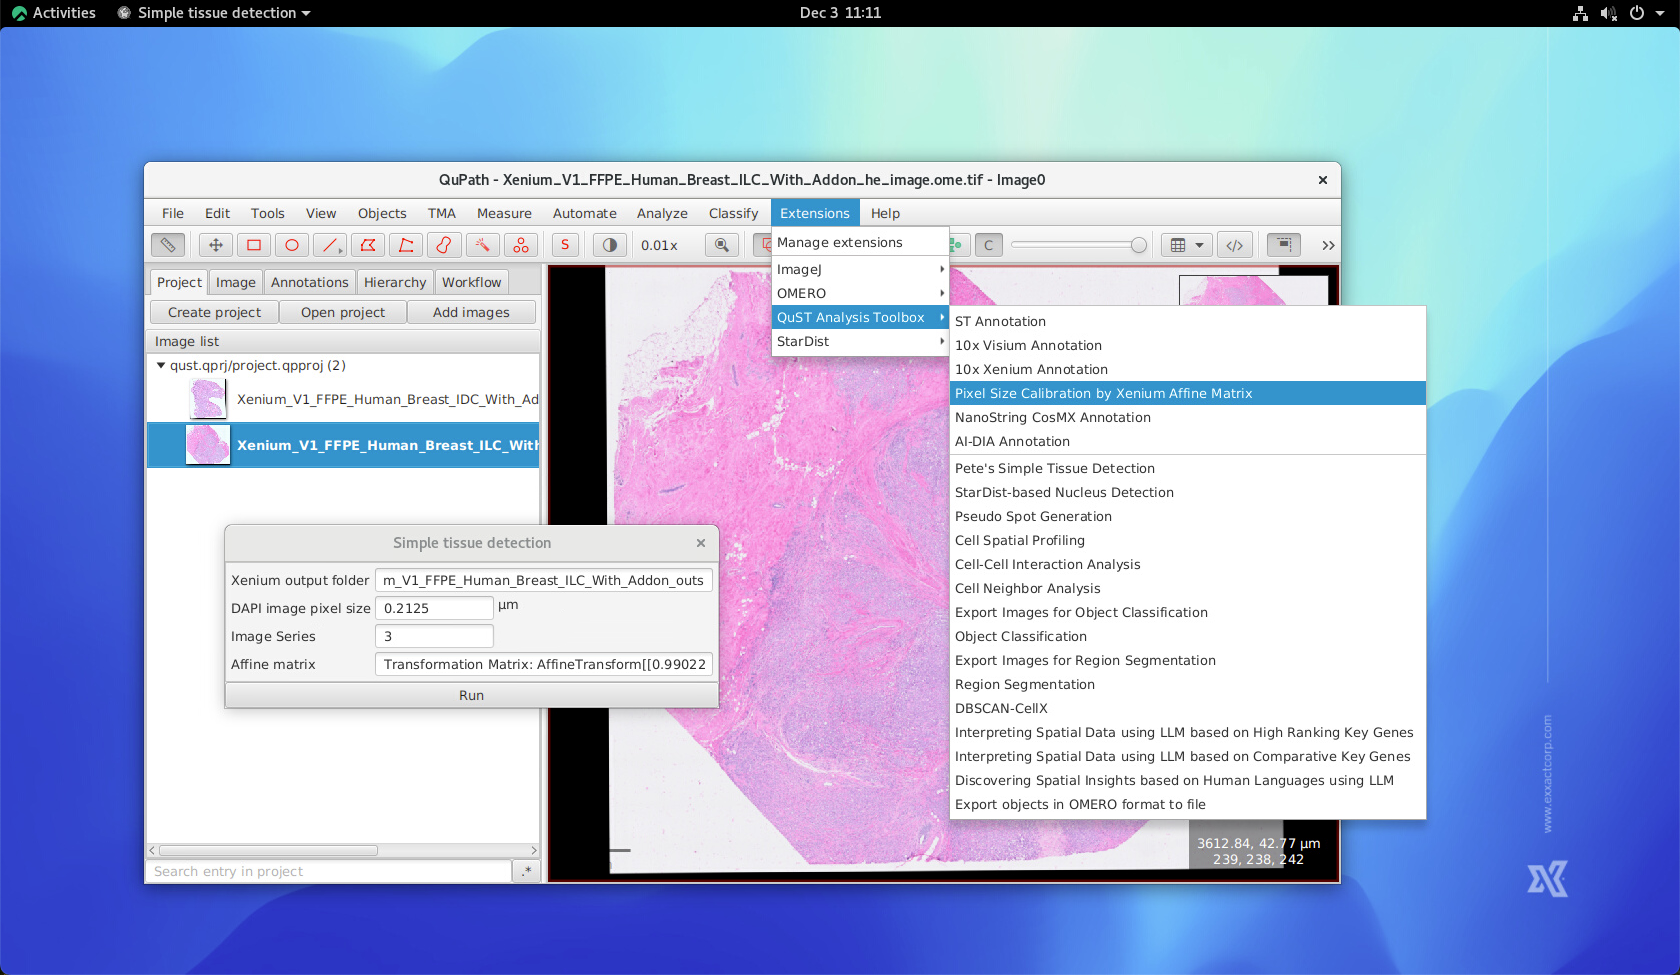 Activities Simple tissue detection Dec 3 11:11
QuPath - Xenium_V1_FFPE_Human_Breast_ILC_With_Addon_he_image.ome.tif - Image0
File Edit Tools View Objects TMA Measure Automate Analyze Classify Extensions Help
S 0.01x C </> >>
Manage extensions
ImageJ
OMERO
QuST Analysis Toolbox
StarDist
ST Annotation
10x Visium Annotation
10x Xenium Annotation
Pixel Size Calibration by Xenium Affine Matrix
NanoString CosMX Annotation
AI-DIA Annotation
Pete's Simple Tissue Detection
StarDist-based Nucleus Detection
Pseudo Spot Generation
Cell Spatial Profiling
Cell-Cell Interaction Analysis
Cell Neighbor Analysis
Export Images for Object Classification
Object Classification
Export Images for Region Segmentation
Region Segmentation
DBSCAN-CellX
Interpreting Spatial Data using LLM based on High Ranking Key Genes
Interpreting Spatial Data using LLM based on Comparative Key Genes
Discovering Spatial Insights based on Human Languages using LLM
Export objects in OMERO format to file
Project Image Annotations Hierarchy Workflow
Create project Open project Add images
Image list
qust.qprj/project.qpproj (2)
Xenium_V1_FFPE_Human_Breast_IDC_With_Ad
Xenium_V1_FFPE_Human_Breast_ILC_With
Simple tissue detection
Xenium output folder m_V1_FFPE_Human_Breast_ILC_With_Addon_outs
DAPI image pixel size 0.2125 μm
Image Series 3
Affine matrix Transformation Matrix: AffineTransform[[0.99022
Run
Search entry in project .*
3612.84, 42.77 μm
239, 238, 242
www.exxactcorp.com